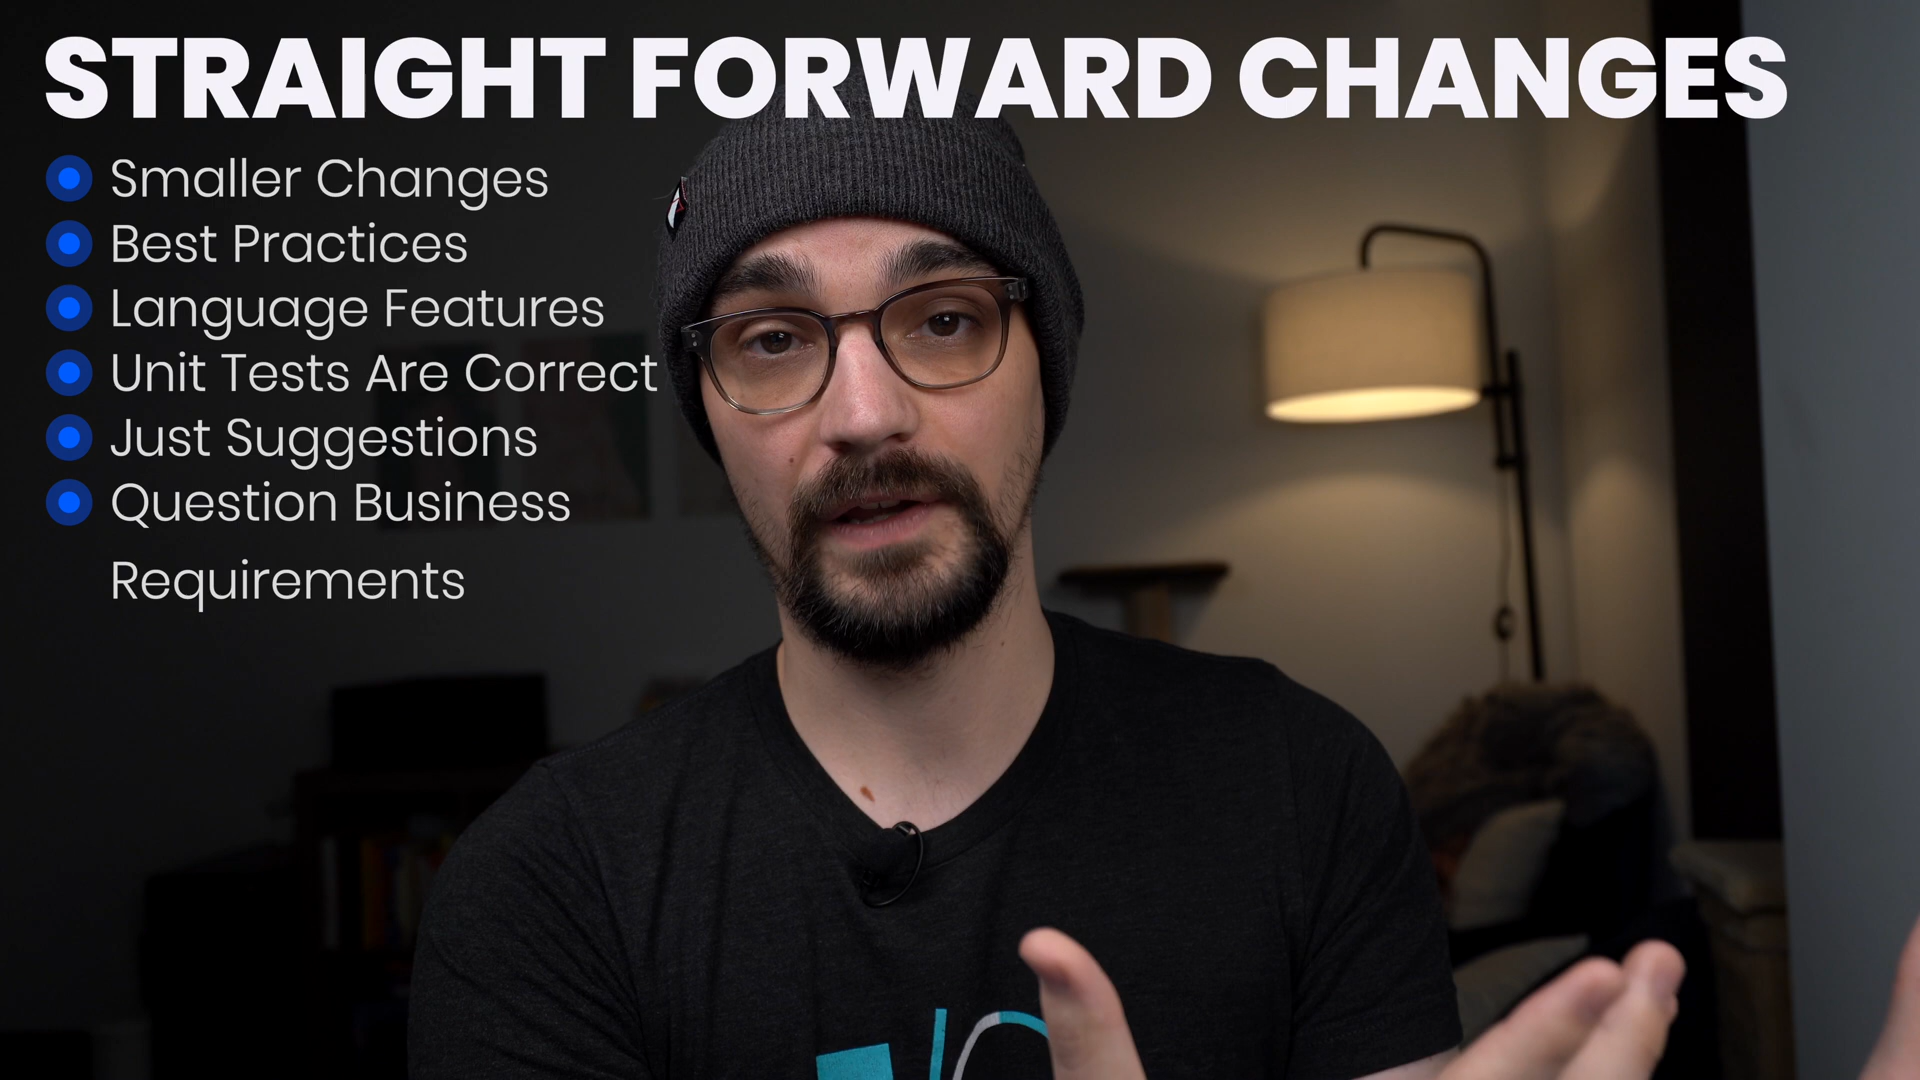 STRAIGHT FORWARD CHANGES
Smaller Changes
Best Practices
Language Features
Unit Tests Are Correct
Just Suggestions
Question Business
Requirements